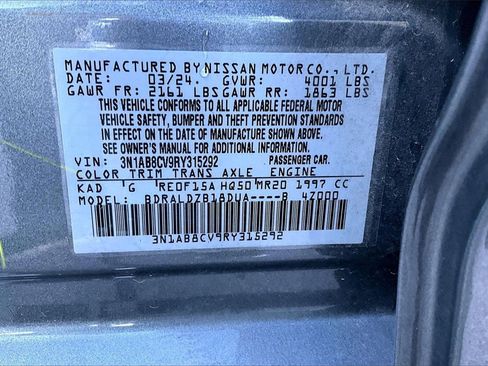 MANUFACTURED BY NISSAN MOTOR CO., LTD.
DATE: 03/24 GVWR: 4001 LBS
GAWR FR: 2161 LBS GAWR RR: 1863 LBS
THIS VEHICLE CONFORMS TO ALL APPLICABLE FEDERAL MOTOR
VEHICLE SAFETY, BUMPER AND THEFT PREVENTION STANDARDS
IN EFFECT ON THE DATE OF MANUFACTURE SHOWN ABOVE.
SEE OWNER'S MANUAL FOR ADDITIONAL INFORMATION.
VIN: 3N1AB8CV9RY315292 PASSENGER CAR.
COLOR TRIM TRANS AXLE ENGINE
KAD G RE0F15A HQ50 MR20 1997 CC
MODEL: BDRALDZB18DUA----B 4Z000
3N1AB8CV9RY315292